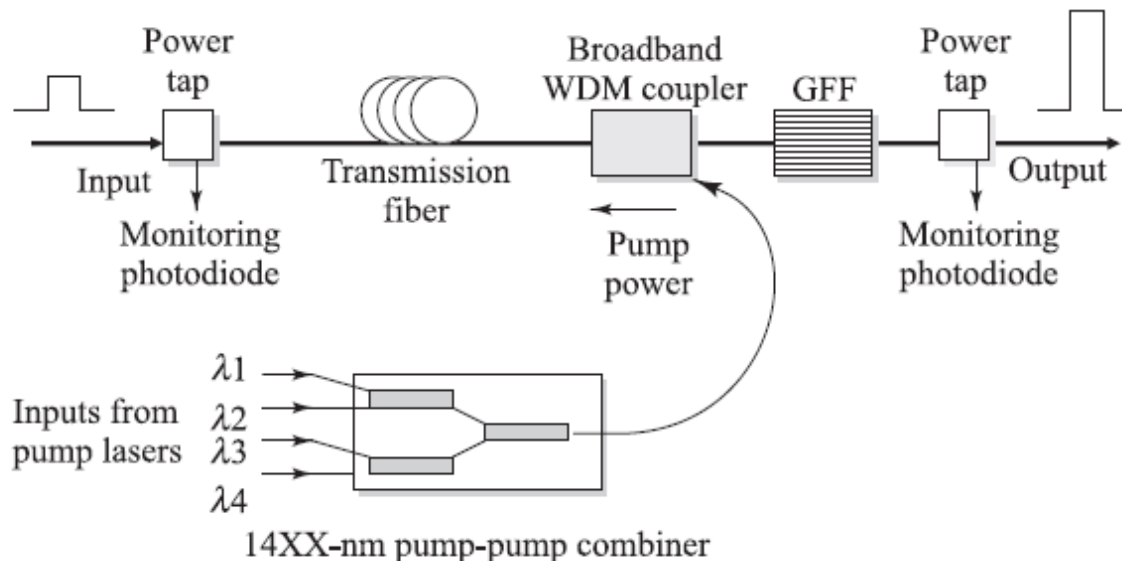 Power
tap
Broadband
WDM coupler
GFF
Power
tap
Input
Transmission
fiber
Output
Monitoring
photodiode
Pump
power
Monitoring
photodiode
Inputs from
pump lasers
λ1
λ2
λ3
λ4
14XX-nm pump-pump combiner